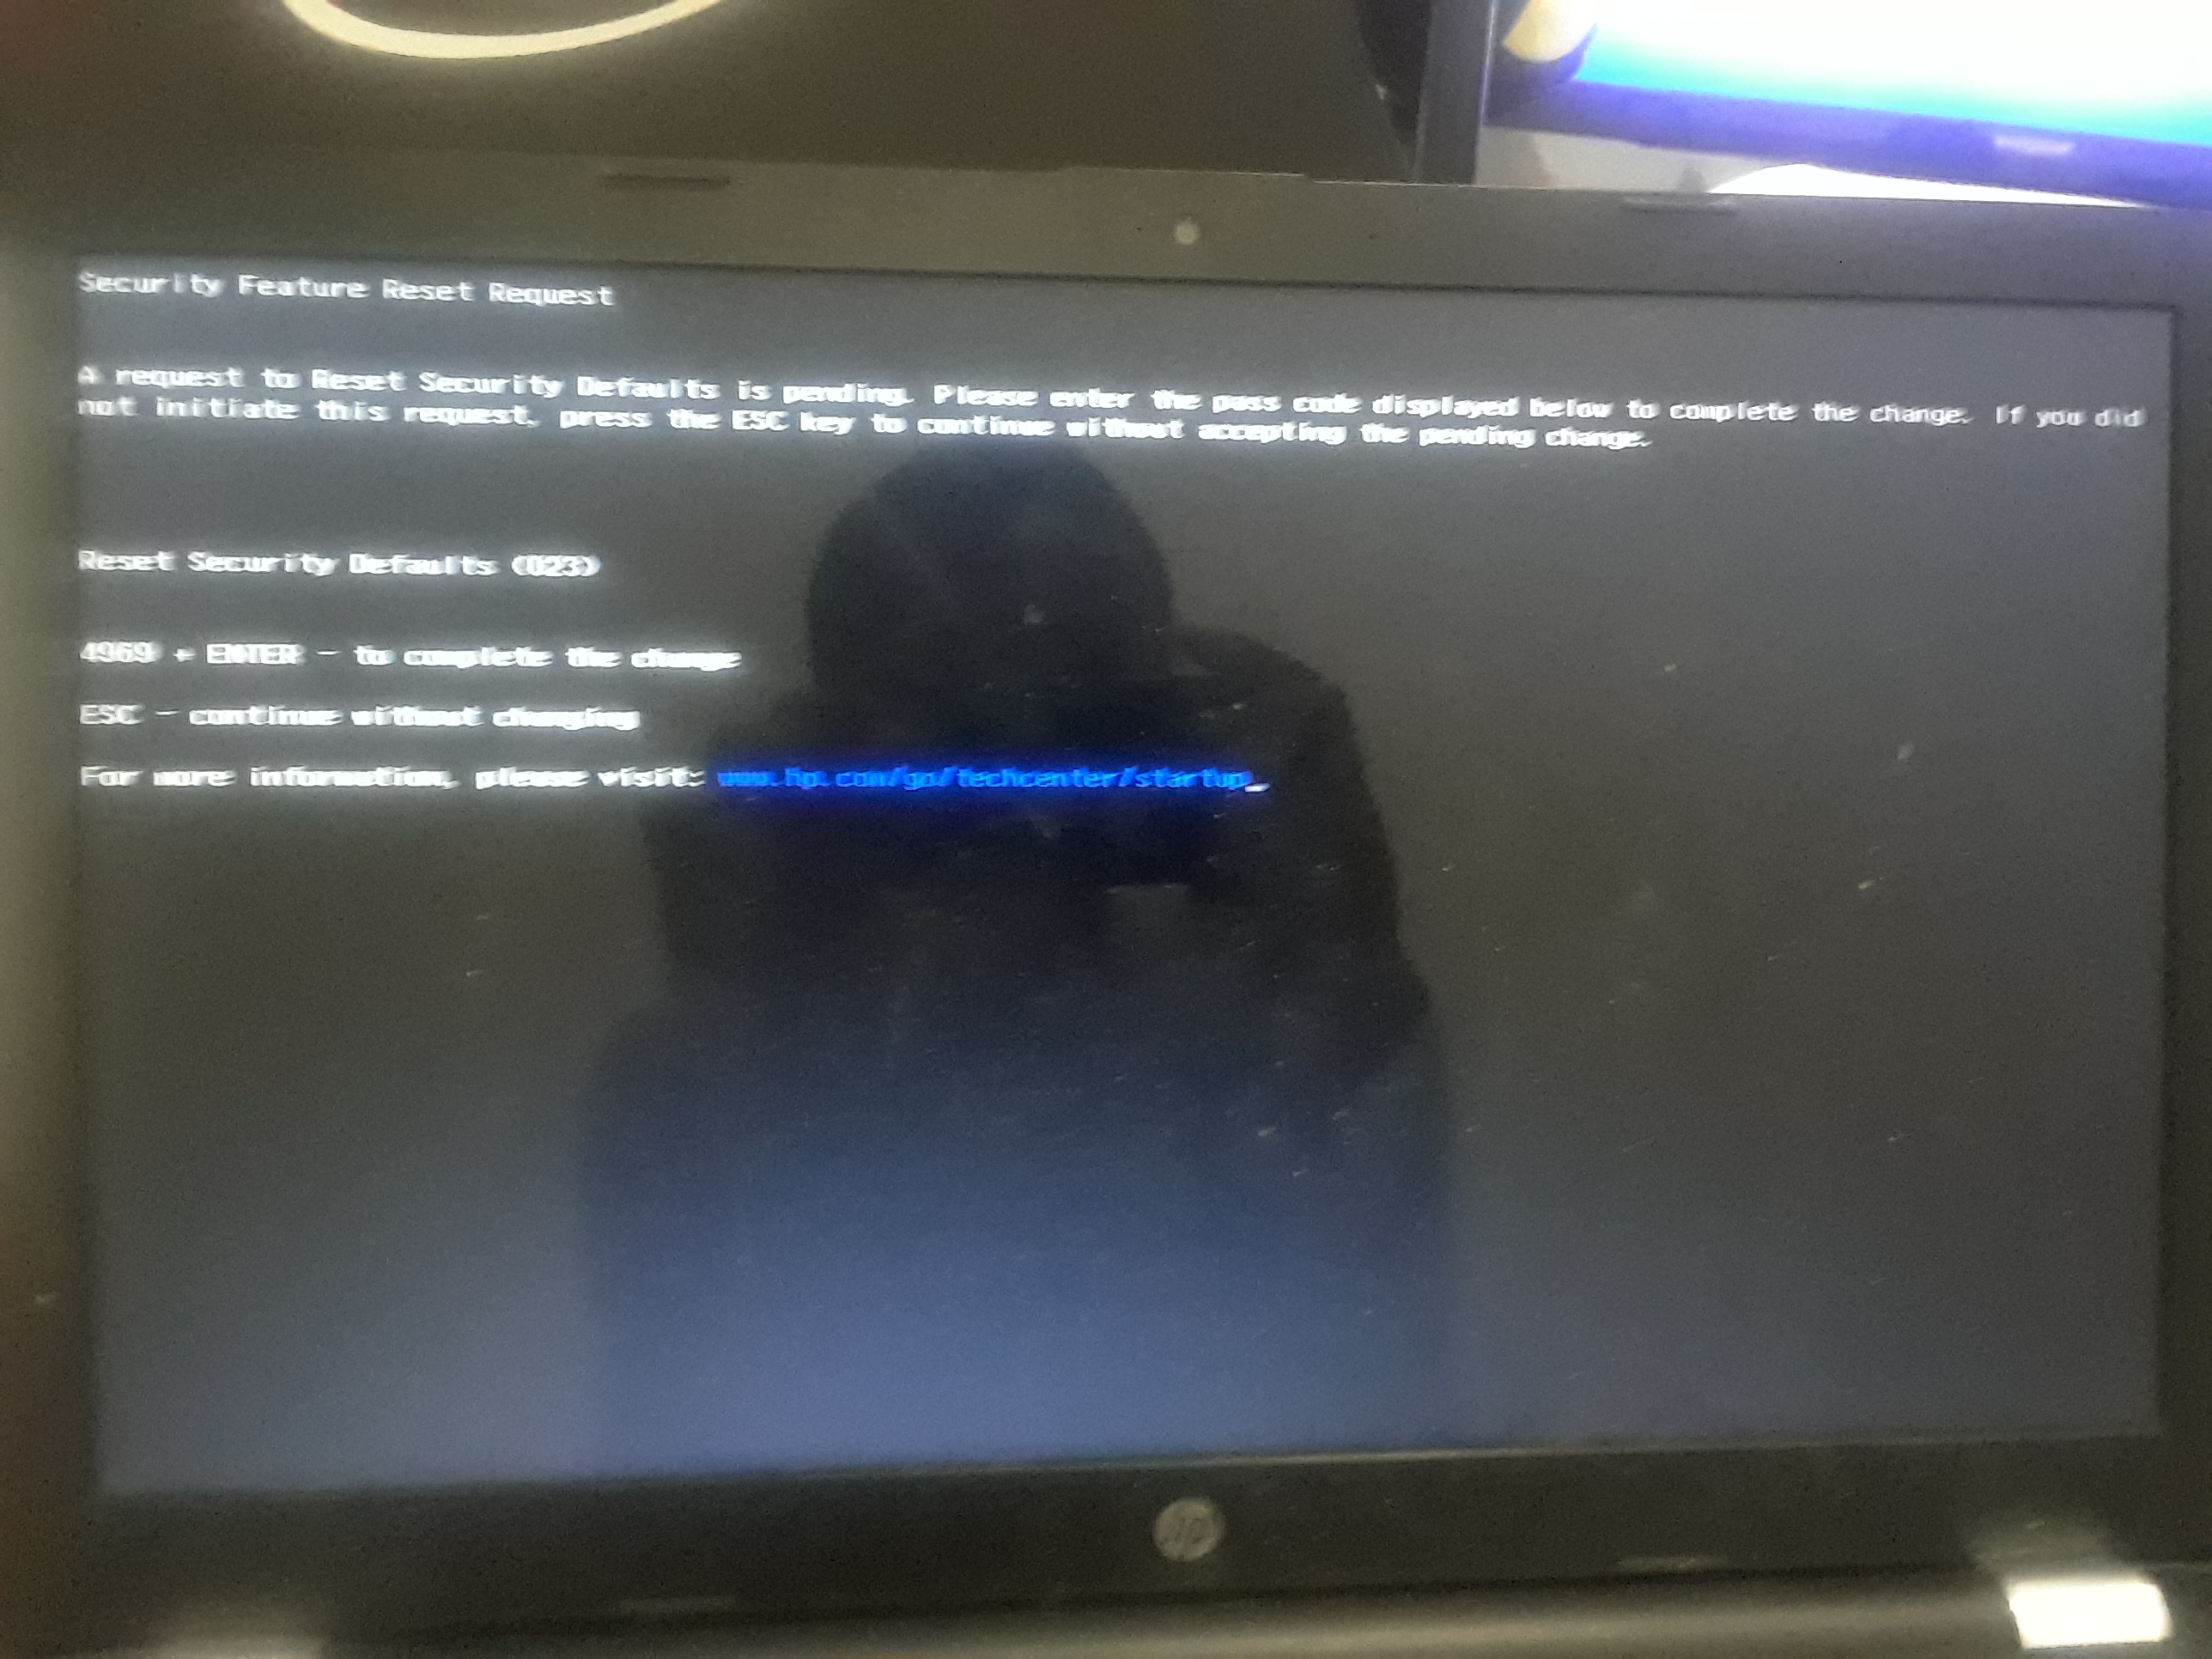 Security Feature Reset Request
A request to Reset Security Defaults is pending. Please enter the pass code displayed below to complete the change. If you did
not initiate this request, press the ESC key to continue without accepting the pending change.
Reset Security Defaults (023)
4969 + ENTER - to complete the change
ESC - continue without changing
For more information, please visit: www.hp.com/go/techcenter/startup_
hp